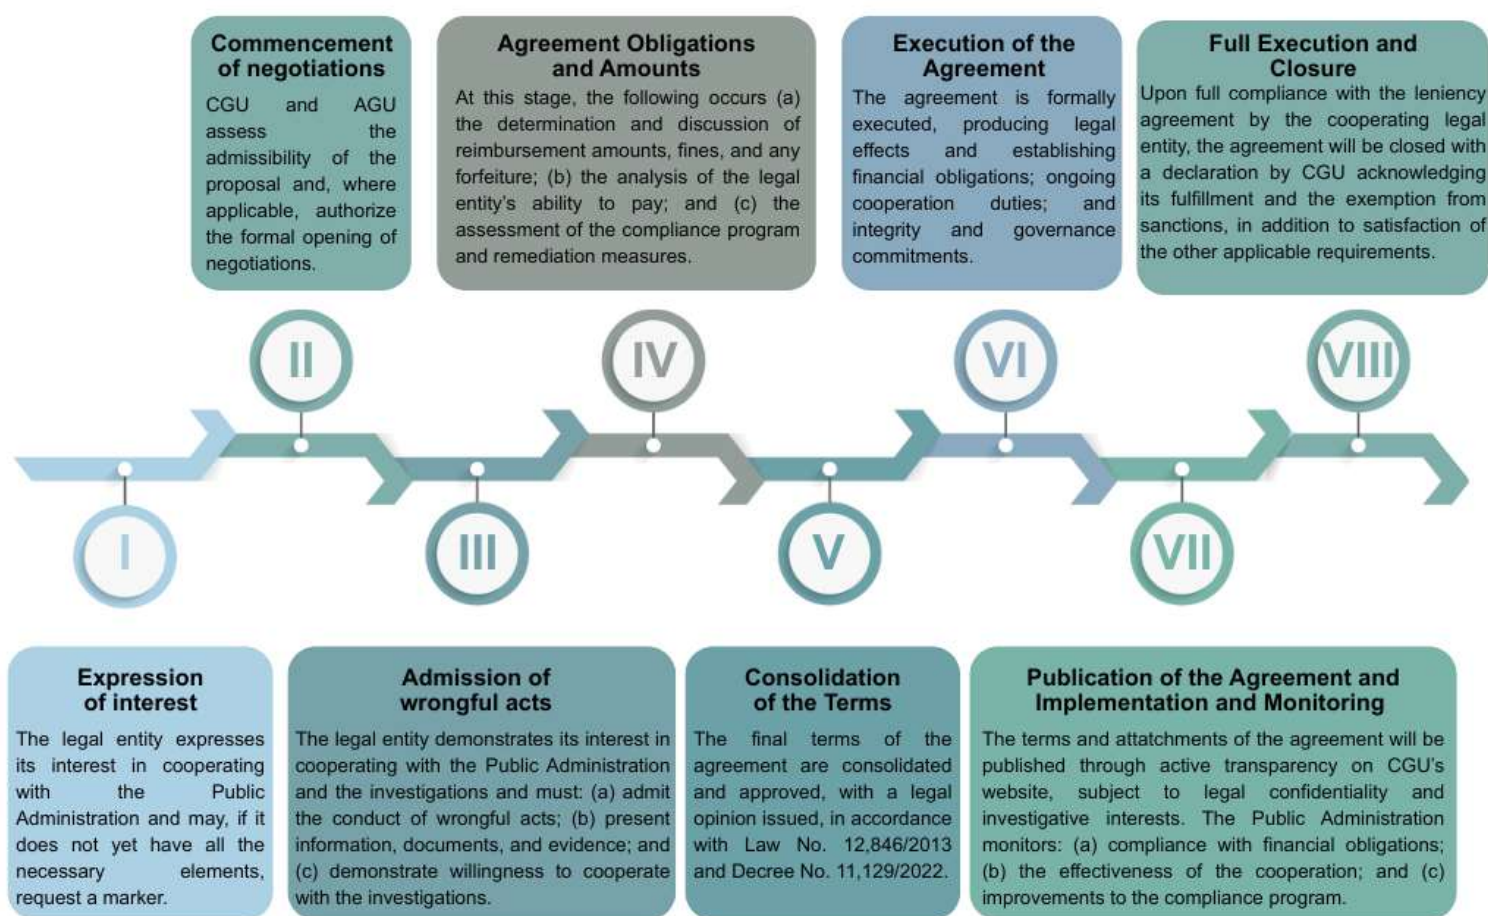 Commencement
of negotiations
CGU and AGU
assess the
admissibility of the
proposal and, where
applicable, authorize
the formal opening of
negotiations.
Agreement Obligations
and Amounts
At this stage, the following occurs (a)
the determination and discussion of
reimbursement amounts, fines, and any
forfeiture; (b) the analysis of the legal
entity's ability to pay; and (c) the
assessment of the compliance program
and remediation measures.
Execution of the
Agreement
The agreement is formally
executed, producing legal
effects and establishing
financial obligations; ongoing
cooperation duties; and
integrity and governance
commitments.
Full Execution and
Closure
Upon full compliance with the leniency
agreement by the cooperating legal
entity, the agreement will be closed with
a declaration by CGU acknowledging
its fulfillment and the exemption from
sanctions, in addition to satisfaction of
the other applicable requirements.
II
IV
VI
VIII
I
III
V
VII
Expression
of interest
The legal entity expresses
its interest in cooperating
with the Public
Administration and may, if it
does not yet have all the
necessary elements,
request a marker.
Admission of
wrongful acts
The legal entity demonstrates its interest in
cooperating with the Public Administration
and the investigations and must: (a) admit
the conduct of wrongful acts; (b) present
information, documents, and evidence; and
(c) demonstrate willingness to cooperate
with the investigations.
Consolidation
of the Terms
The final terms of the
agreement are consolidated
and approved, with a legal
opinion issued, in accordance
with Law No. 12,846/2013
and Decree No. 11,129/2022.
Publication of the Agreement and
Implementation and Monitoring
The terms and attatchments of the agreement will be
published through active transparency on CGU's
website, subject to legal confidentiality and
investigative interests. The Public Administration
monitors: (a) compliance with financial obligations;
(b) the effectiveness of the cooperation; and (c)
improvements to the compliance program.